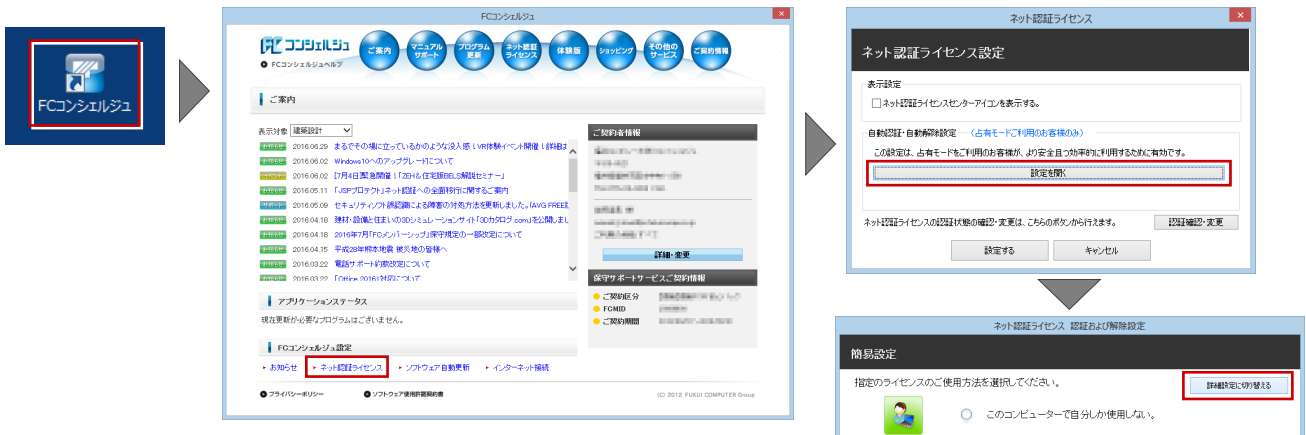 FCコンシェルジュ
FCコンシェルジュ
FC コンシェルジュ
FCコンシェルジュヘルプ
ご案内
マニュアル
サポート
プログラム
更新
ネット認証
ライセンス
体験版
ショッピング
その他の
サービス
ご契約情報
ご案内
表示対象 建築設計
お知らせ 2016.06.29 まるでその場に立っているかのような没入感!VR体験イベント開催!詳細は
お知らせ 2016.06.02 Windows10へのアップグレードについて
2016.06.02 【7月4日緊急開催!「ZEH&住宅版BELS解説セミナー」
お知らせ 2016.05.11 「JSPプロテクト」ネット認証への全面移行に関するご案内
サポート 2016.05.09 セキュリティソフト誤認識による障害の対処方法を更新しました。(AVG FREE
お知らせ 2016.04.18 建材・設備と住まいの3Dシミュレーションサイト「3Dカタログ.com」を公開しまし
お知らせ 2016.04.18 2016年7月「FCメンバーシップ」保守規定の一部改定について
お知らせ 2016.04.15 平成28年熊本地震 被災地の皆様へ
お知らせ 2016.03.22 電話サポート約款改定について
お知らせ 2016.03.22 「Office 2016」対応について
ご契約者情報
詳細・変更
保守サポートサービスご契約情報
ご契約区分
FCMID
ご契約期間
アプリケーションステータス
現在更新が必要なプログラムはございません。
FCコンシェルジュ設定
お知らせ
ネット認証ライセンス
ソフトウェア自動更新
インターネット接続
プライバシーポリシー
ソフトウェア使用許諾契約書
(C) 2012 FUKUI COMPUTER Group
ネット認証ライセンス
ネット認証ライセンス設定
表示設定
ネット認証ライセンスセンターアイコンを表示する。
自動認証・自動解除設定 (占有モードご利用のお客様のみ)
この設定は、占有モードをご利用のお客様が、より安全且つ効率的に利用するために有効です。
設定を開く
ネット認証ライセンスの認証状態の確認・変更は、こちらのボタンから行えます。
認証確認・変更
設定する
キャンセル
ネット認証ライセンス 認証および解除設定
簡易設定
指定のライセンスのご使用方法を選択してください。
詳細設定に切り替える
このコンピューターで自分しか使用しない。